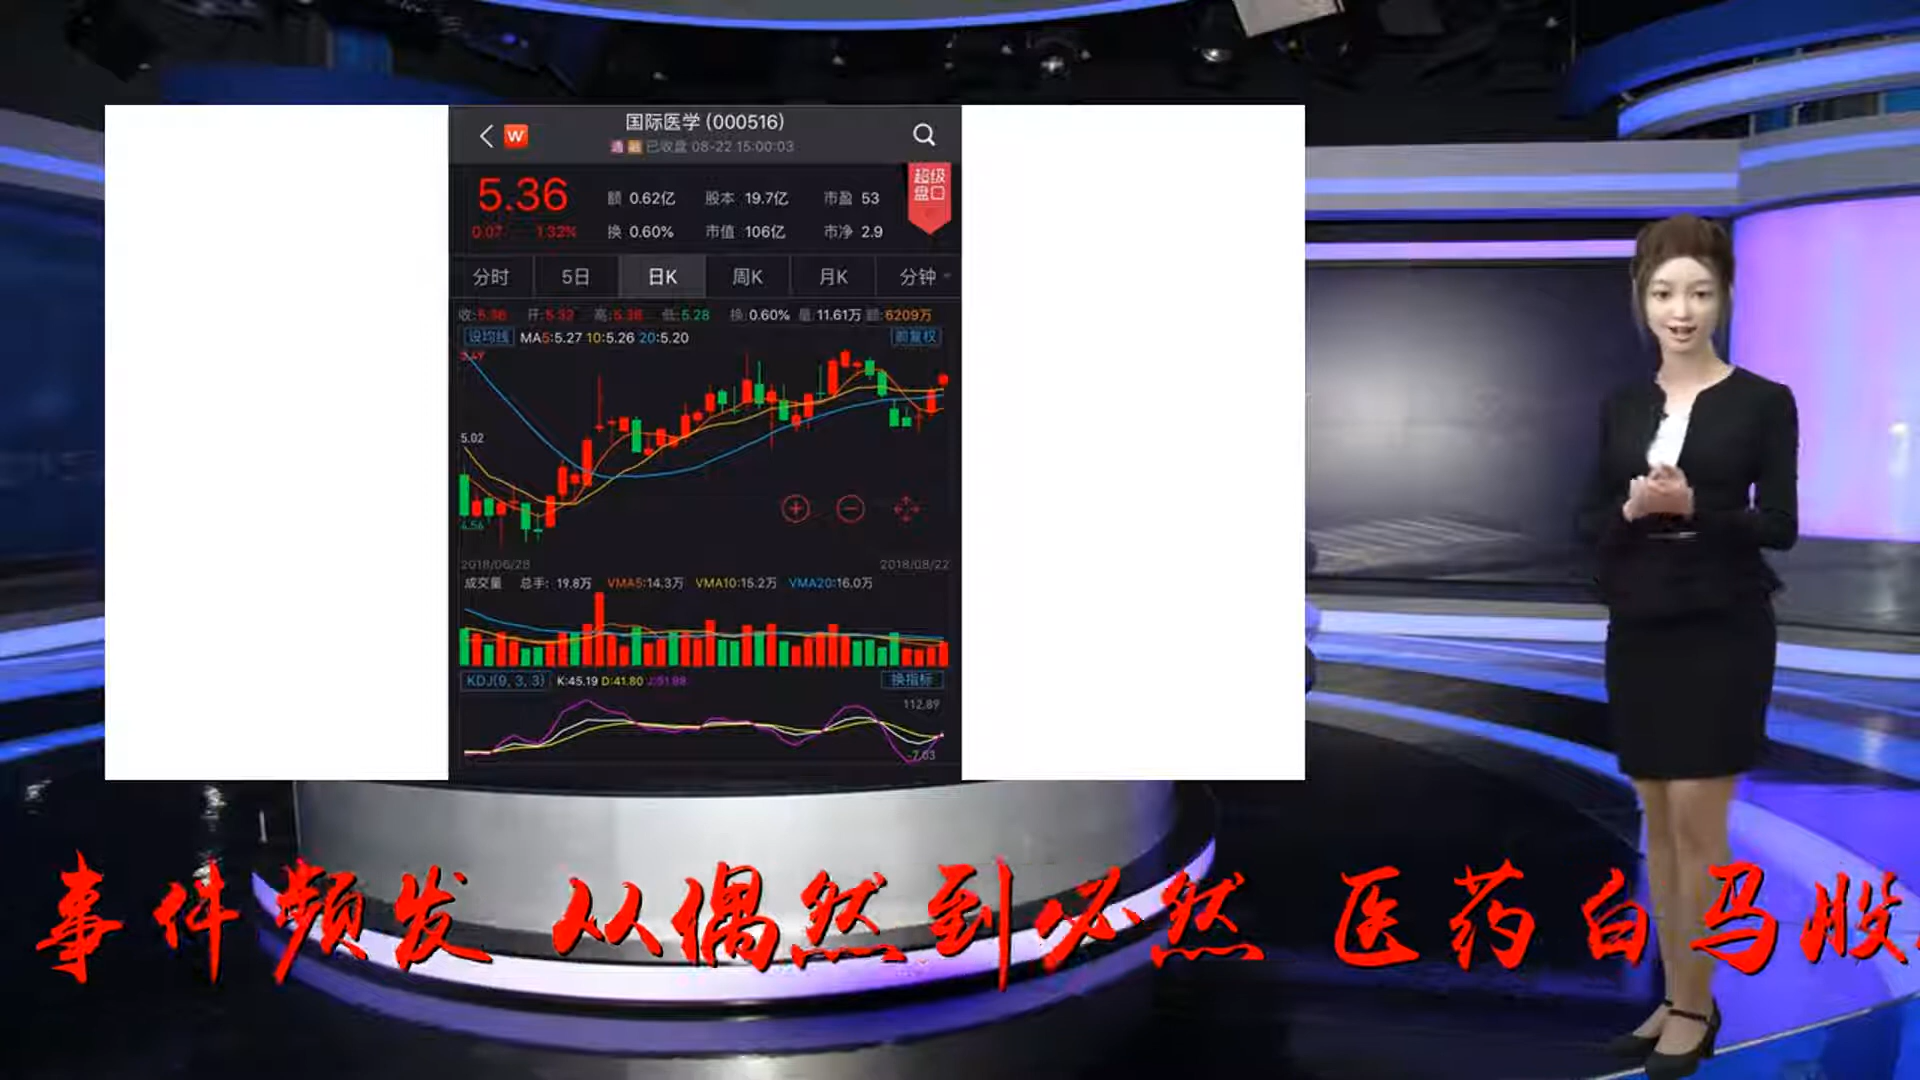 国际医学 (000516)
W
通 融 已收盘 08-22 15:00:03
超级
盘口
5.36 额 0.62亿 股本 19.7亿 市盈 53
0.07 1.32% 换 0.60% 市值 106亿 市净 2.9
分时 5日 日K 周K 月K 分钟
收:5.36 开:5.32 高:5.38 低:5.28 换:0.60% 量:11.61万 额:6209万
设均线 MA5:5.27 10:5.26 20:5.20 前复权
5.02
4.56
2018/06/28 2018/08/22
成交量 总手: 19.8万 VMA5:14.3万 VMA10:15.2万 VMA20:16.0万
KDJ(9, 3, 3) K:45.19 D:41.80 J:51.98 换指标
112.89
-7.03
事件频发 从偶然到必然 医药白马股